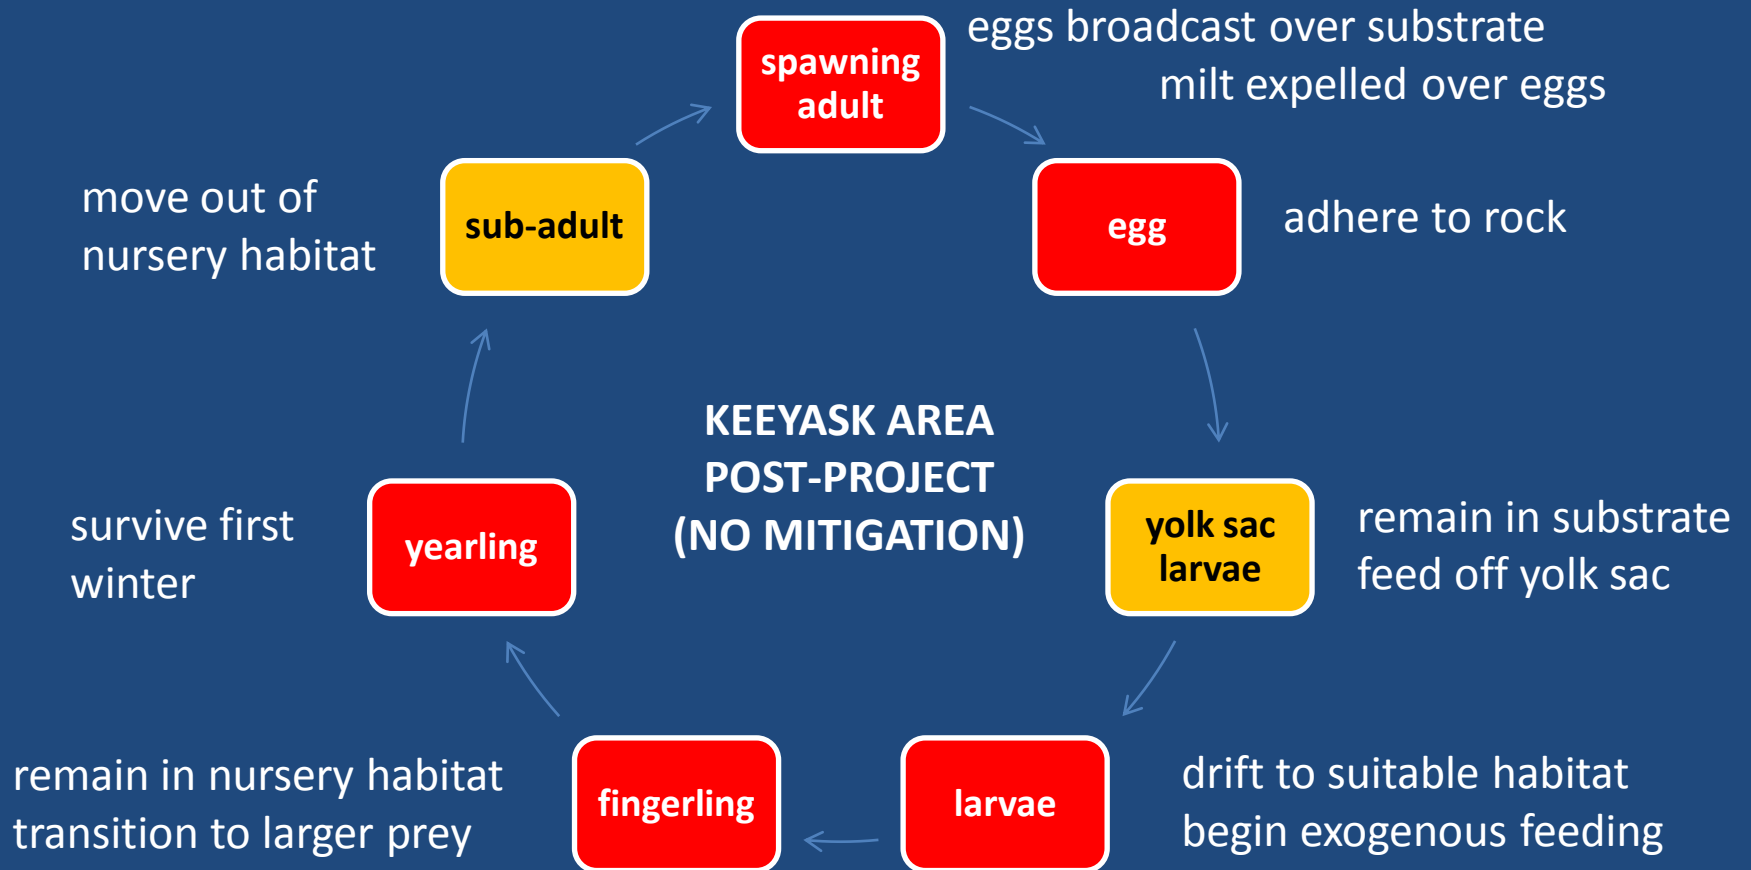 spawning
adult
eggs broadcast over substrate
milt expelled over eggs
egg
adhere to rock
yolk sac
larvae
remain in substrate
feed off yolk sac
larvae
drift to suitable habitat
begin exogenous feeding
fingerling
remain in nursery habitat
transition to larger prey
yearling
survive first
winter
sub-adult
move out of
nursery habitat
KEEYASK AREA
POST-PROJECT
(NO MITIGATION)